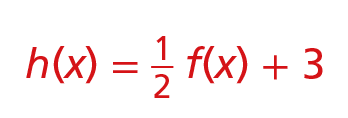 h(x) = 1/2 f(x) + 3